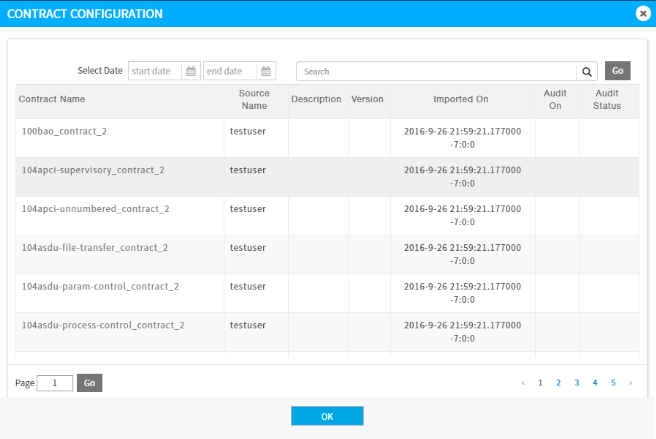 CONTRACT CONFIGURATION
Select Date start date end date Search Go
Contract Name Source Name Description Version Imported On Audit On Audit Status
100bao_contract_2 testuser 2016-9-26 21:59:21.177000
-7:0:0
104apci-supervisory_contract_2 testuser 2016-9-26 21:59:21.177000
-7:0:0
104apci-unnumbered_contract_2 testuser 2016-9-26 21:59:21.177000
-7:0:0
104asdu-file-transfer_contract_2 testuser 2016-9-26 21:59:21.177000
-7:0:0
104asdu-param-control_contract_2 testuser 2016-9-26 21:59:21.177000
-7:0:0
104asdu-process-control_contract_2 testuser 2016-9-26 21:59:21.177000
-7:0:0
Page 1 Go ‹ 1 2 3 4 5 ›
OK